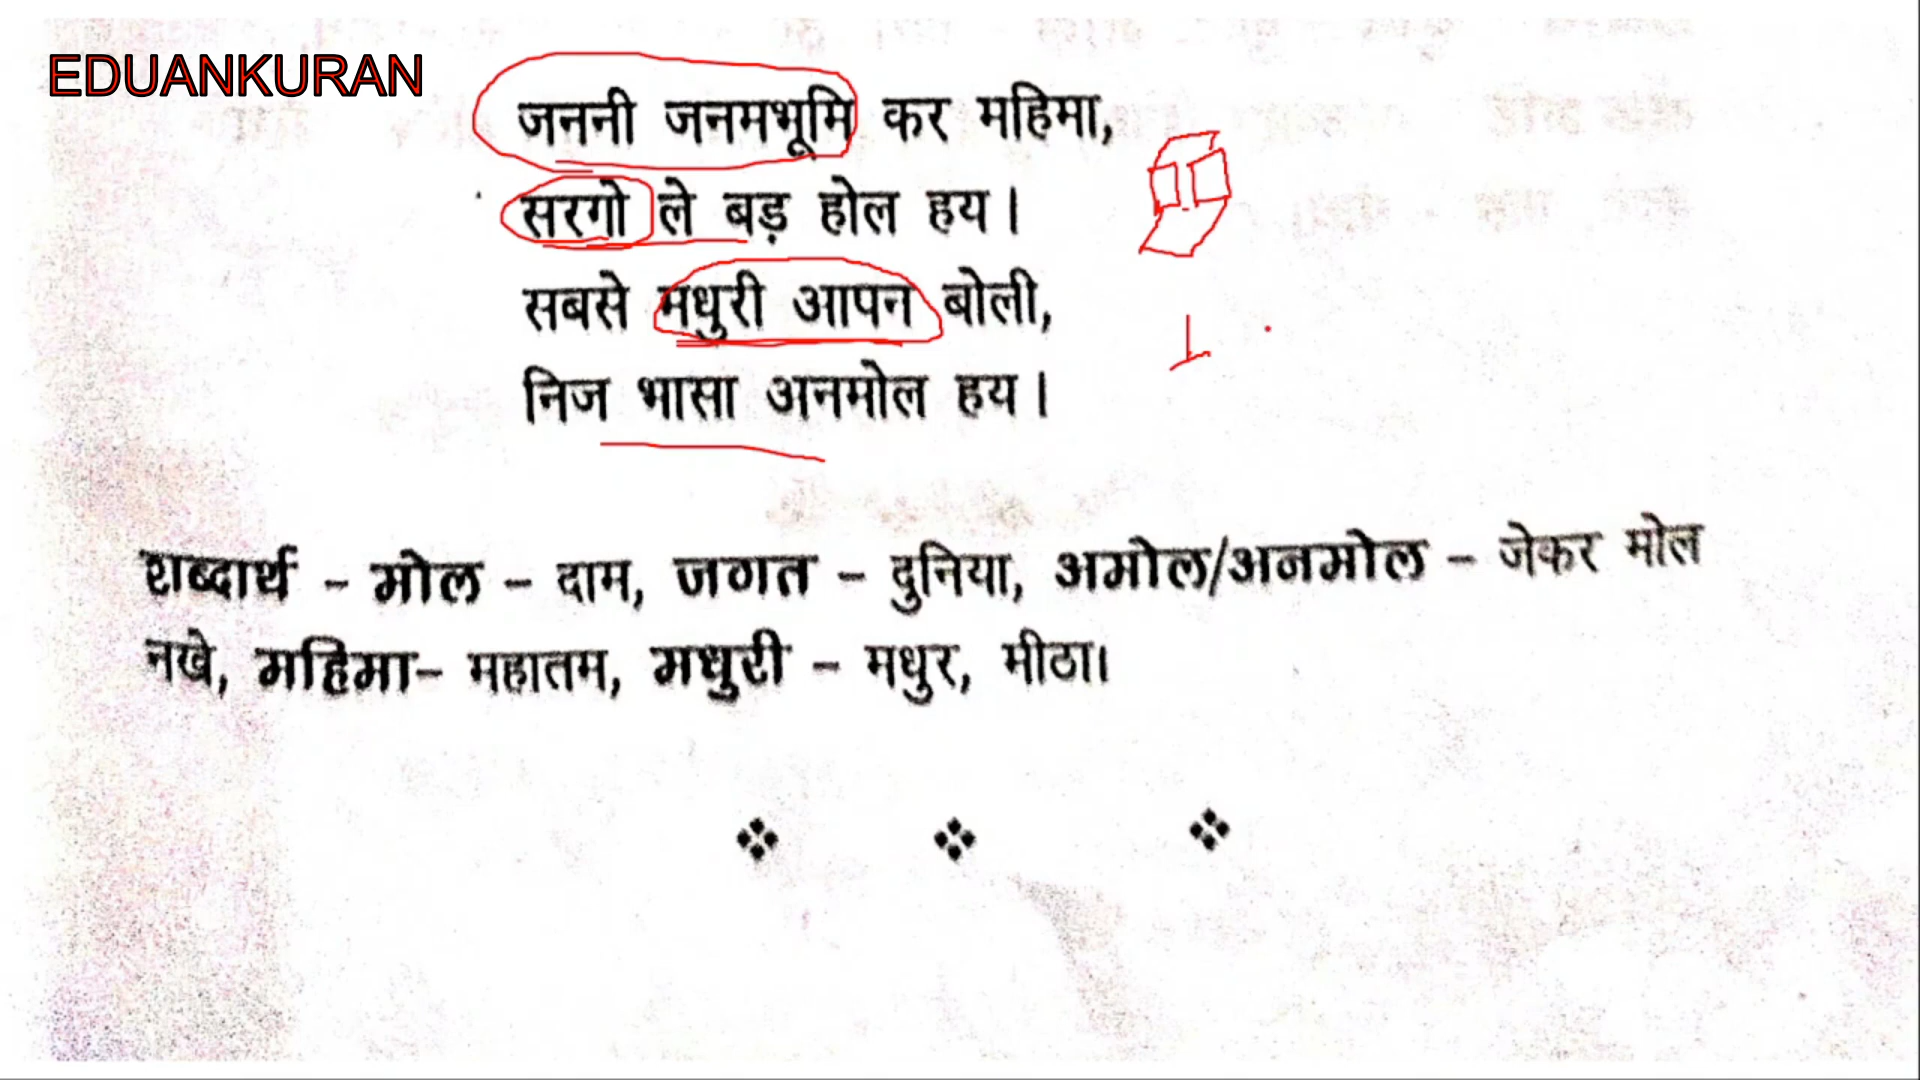 EDUANKURAN
जननी जनमभूमि कर महिमा,
सरगो ले बड़ होल हय।
सबसे मधुरी आपन बोली,
निज भासा अनमोल हय।
शब्दार्थ - मोल - दाम, जगत - दुनिया, अमोल/अनमोल - जेकर मोल
नखे, महिमा- महातम, मधुरी - मधुर, मीठा।